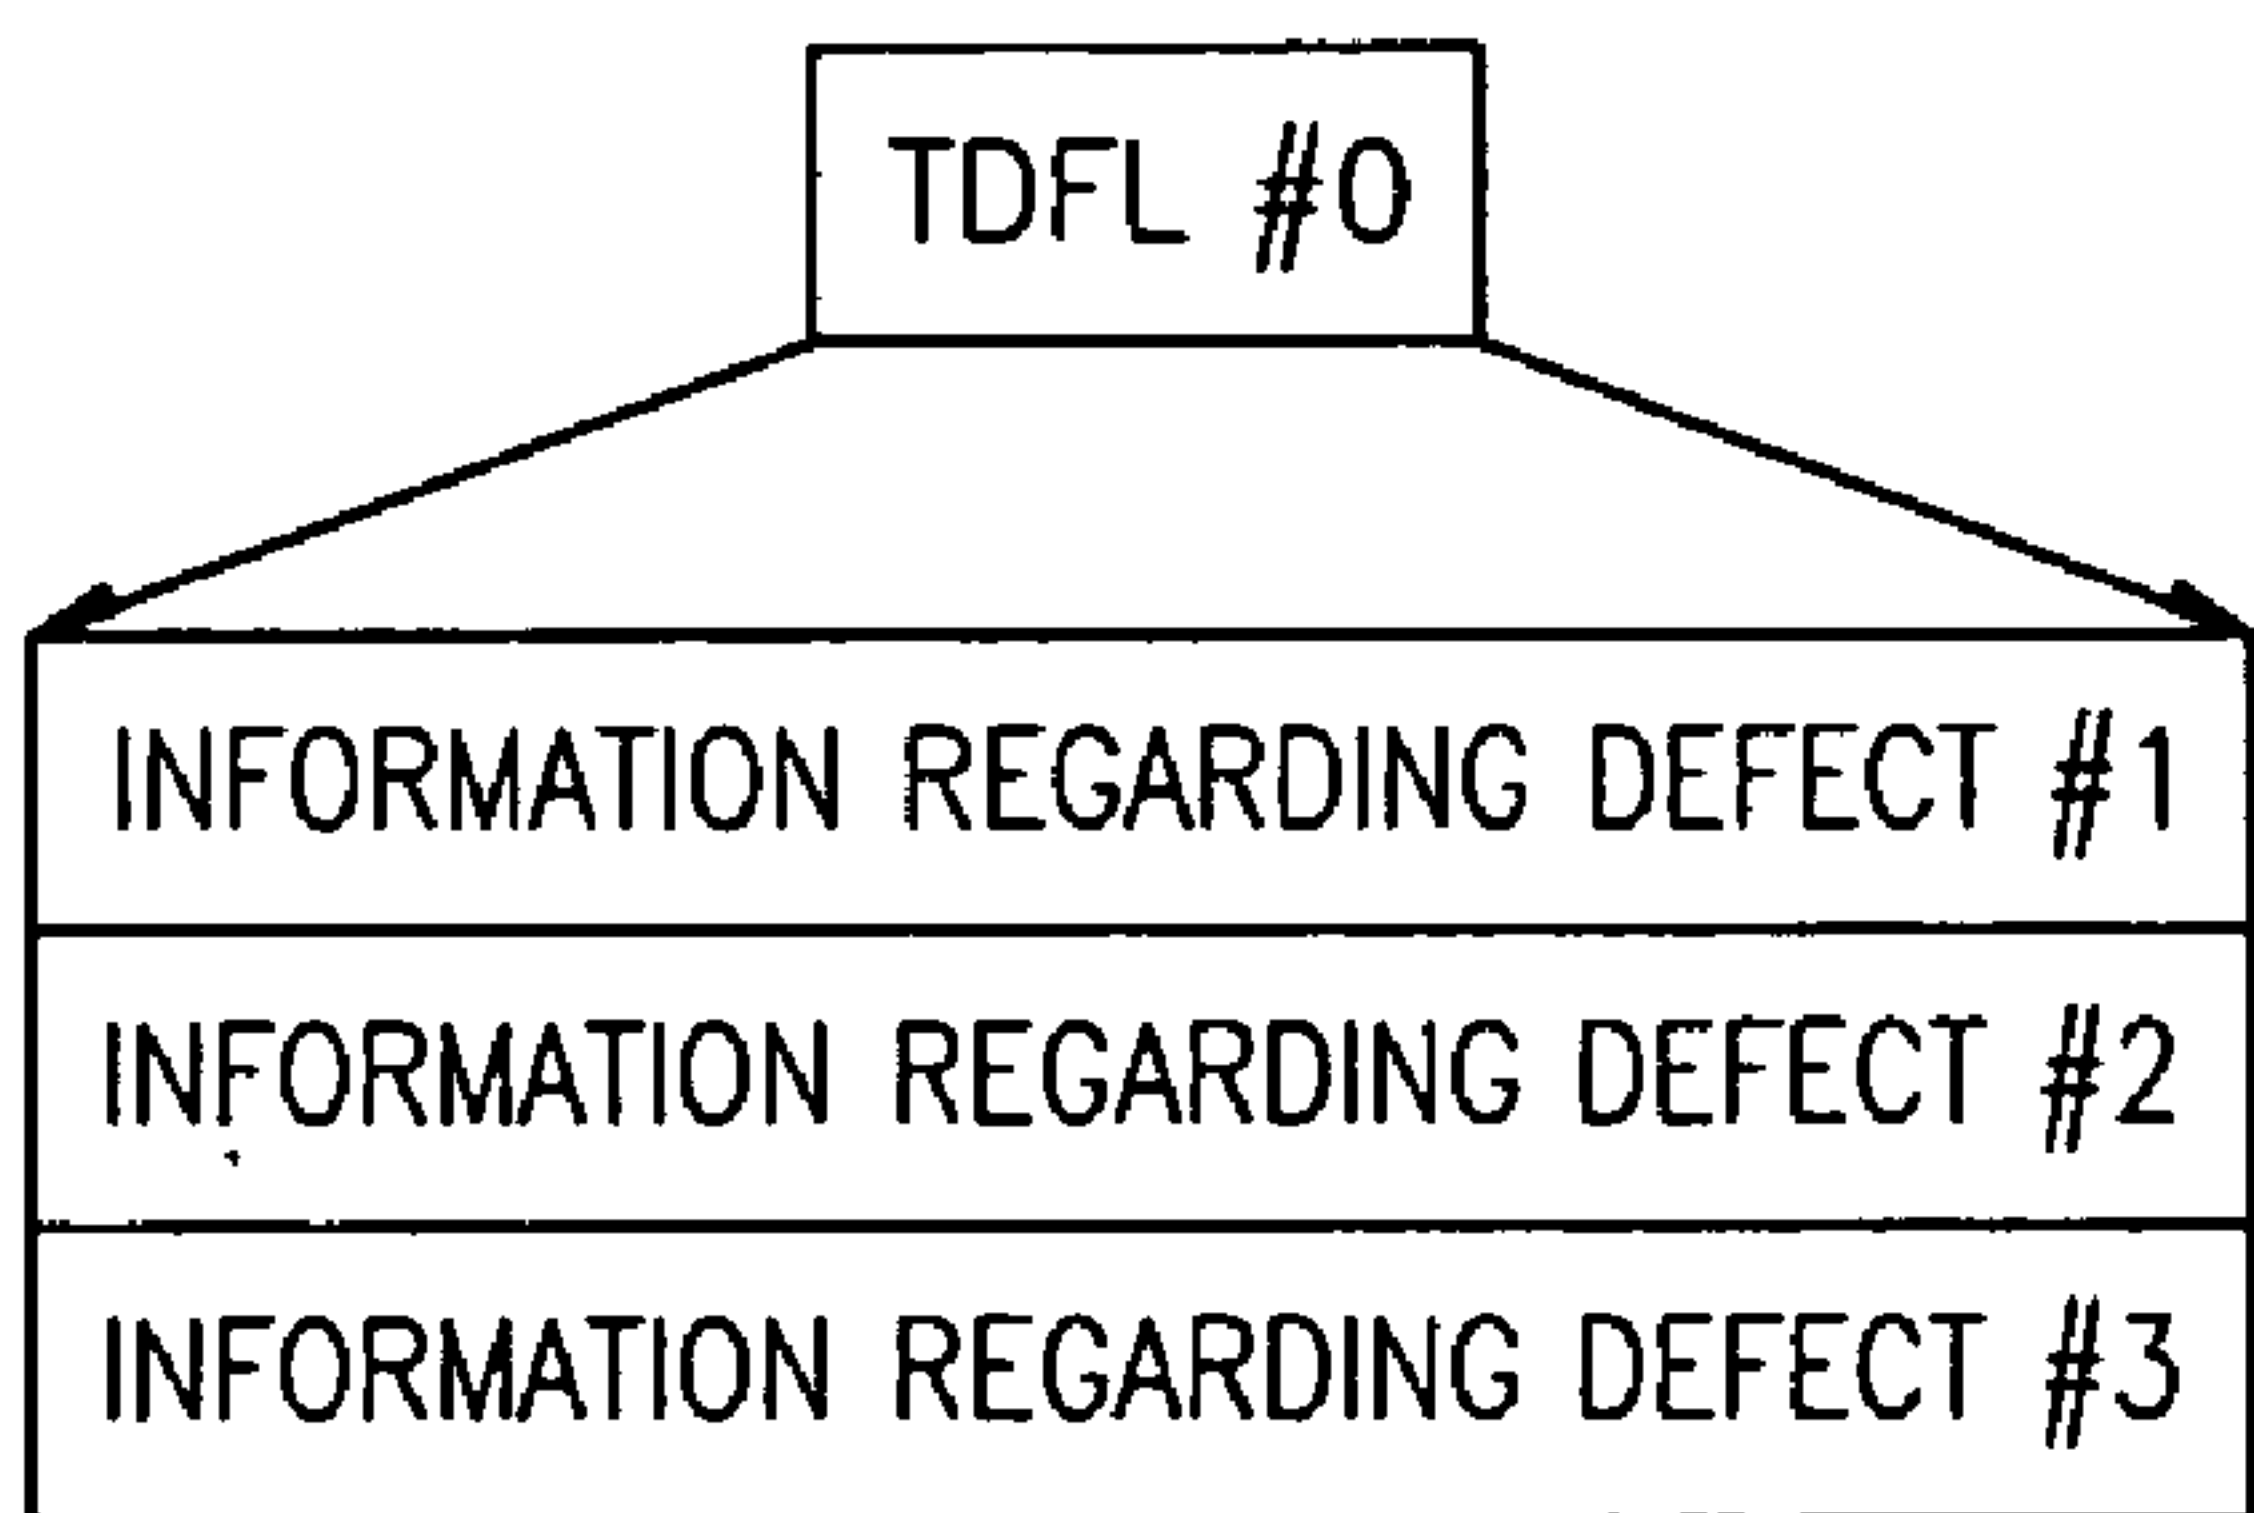 TDFL #0
INFORMATION REGARDING DEFECT #1
INFORMATION REGARDING DEFECT #2
INFORMATION REGARDING DEFECT #3